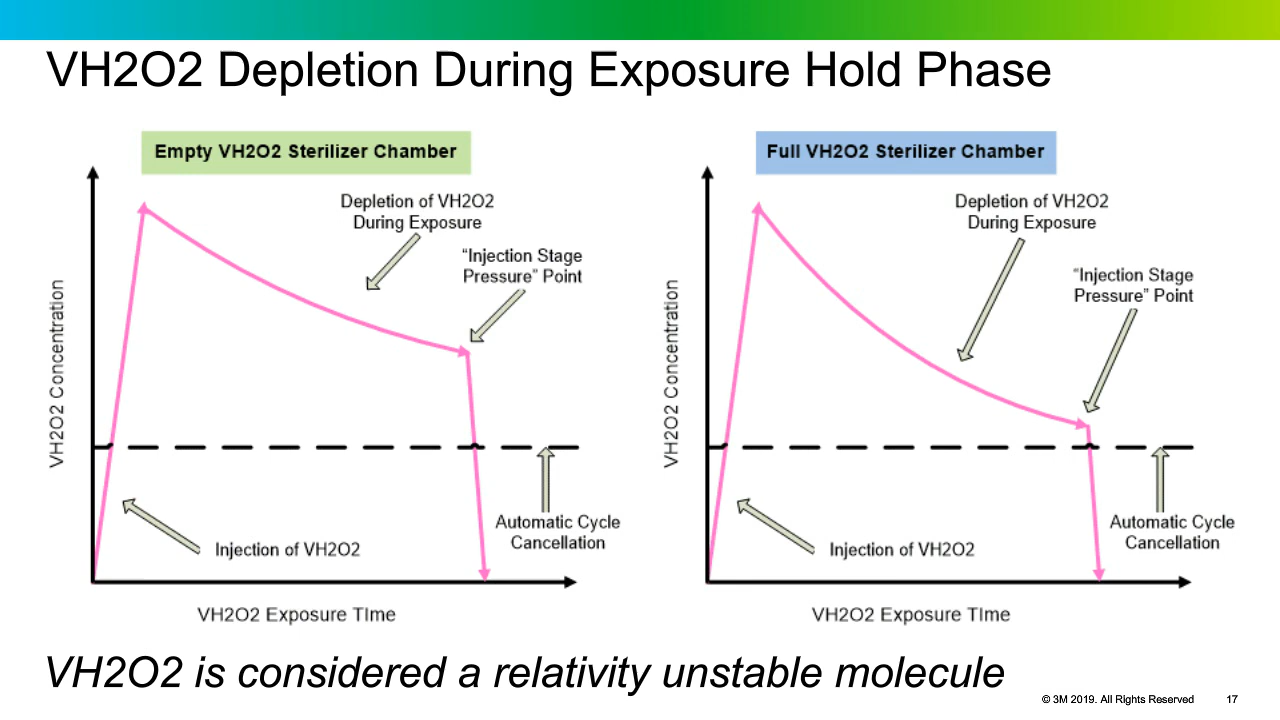 VH2O2 Depletion During Exposure Hold Phase
Empty VH2O2 Sterilizer Chamber
Depletion of VH2O2
During Exposure
“Injection Stage
Pressure” Point
VH2O2 Concentration
Automatic Cycle
Cancellation
Injection of VH2O2
VH2O2 Exposure TIme
Full VH2O2 Sterilizer Chamber
Depletion of VH2O2
During Exposure
“Injection Stage
Pressure” Point
VH2O2 Concentration
Automatic Cycle
Cancellation
Injection of VH2O2
VH2O2 Exposure TIme
VH2O2 is considered a relativity unstable molecule
© 3M 2019. All Rights Reserved
17